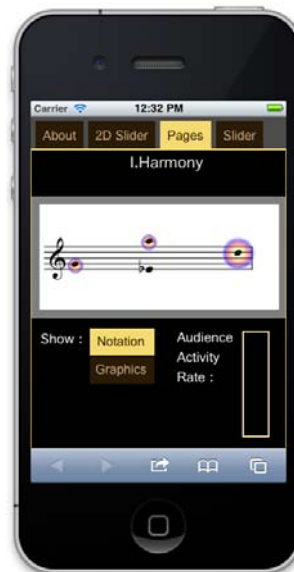 Carrier 12:32 PM
About 2D Slider Pages Slider
I.Harmony
Show : Notation
Graphics
Audience
Activity
Rate :